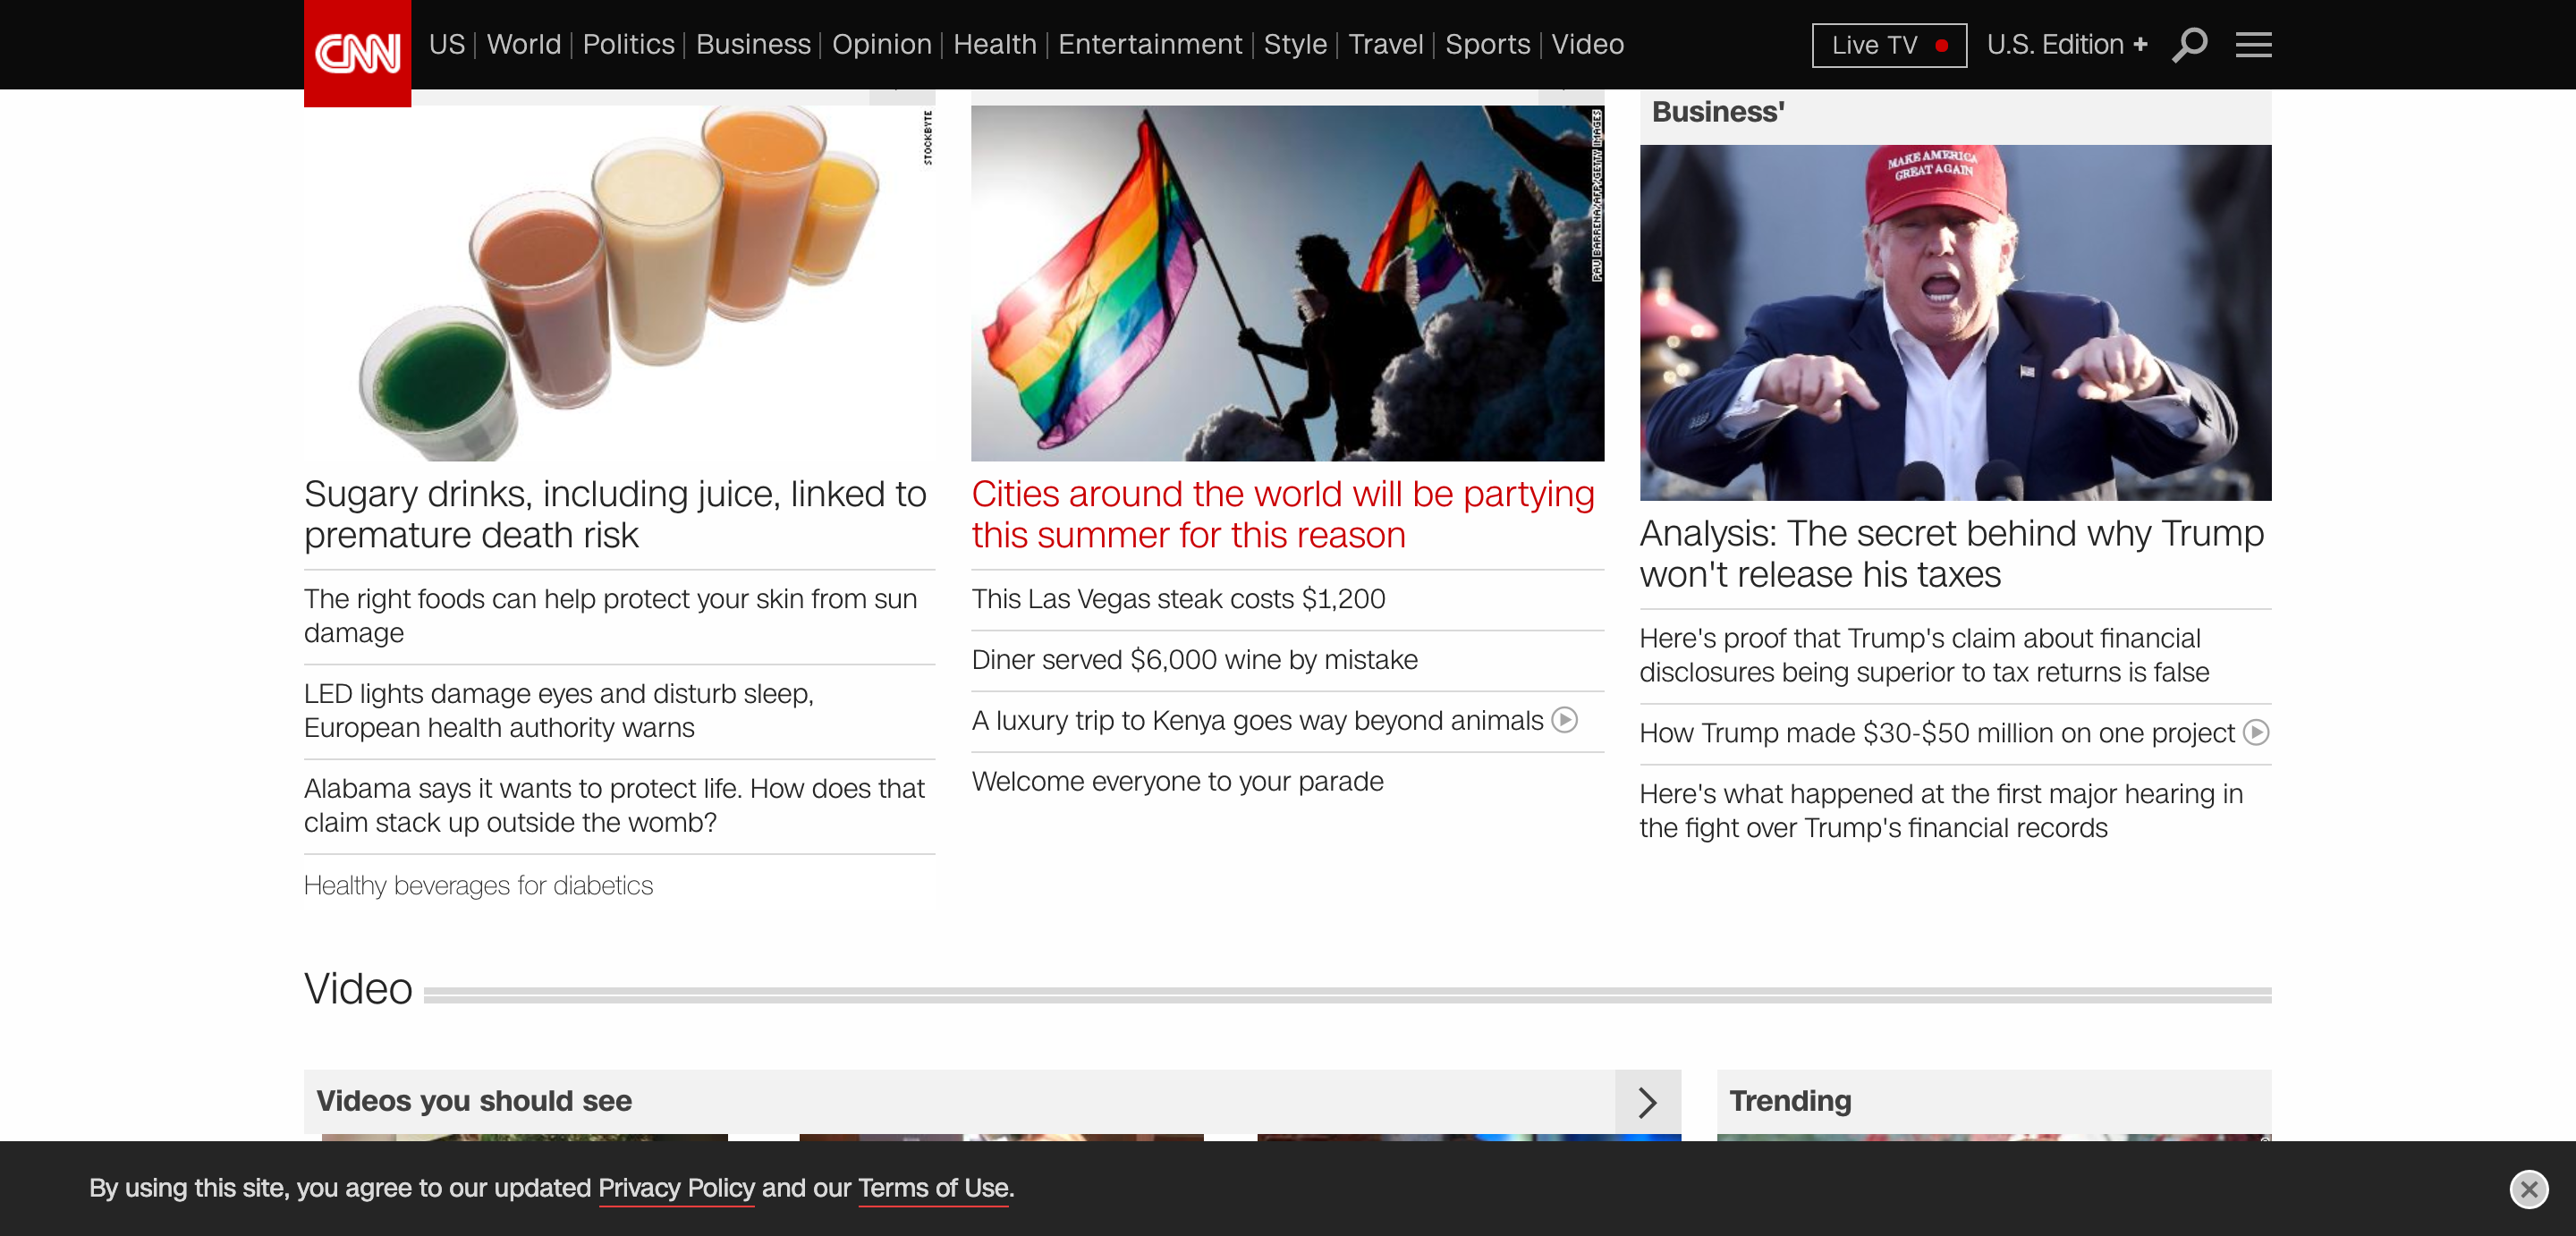 CNN
US
World
Politics
Business
Opinion
Health
Entertainment
Style
Travel
Sports
Video
Live TV
U.S. Edition +
STOCKBYTE
Sugary drinks, including juice, linked to
premature death risk
The right foods can help protect your skin from sun
damage
LED lights damage eyes and disturb sleep,
European health authority warns
Alabama says it wants to protect life. How does that
claim stack up outside the womb?
Healthy beverages for diabetics
PAU BARRENA/AFP/GETTY IMAGES
Cities around the world will be partying
this summer for this reason
This Las Vegas steak costs $1,200
Diner served $6,000 wine by mistake
A luxury trip to Kenya goes way beyond animals
Welcome everyone to your parade
Business'
MAKE AMERICA
GREAT AGAIN
Analysis: The secret behind why Trump
won't release his taxes
Here's proof that Trump's claim about financial
disclosures being superior to tax returns is false
How Trump made $30-$50 million on one project
Here's what happened at the first major hearing in
the fight over Trump's financial records
Video
Videos you should see
Trending
By using this site, you agree to our updated Privacy Policy and our Terms of Use.